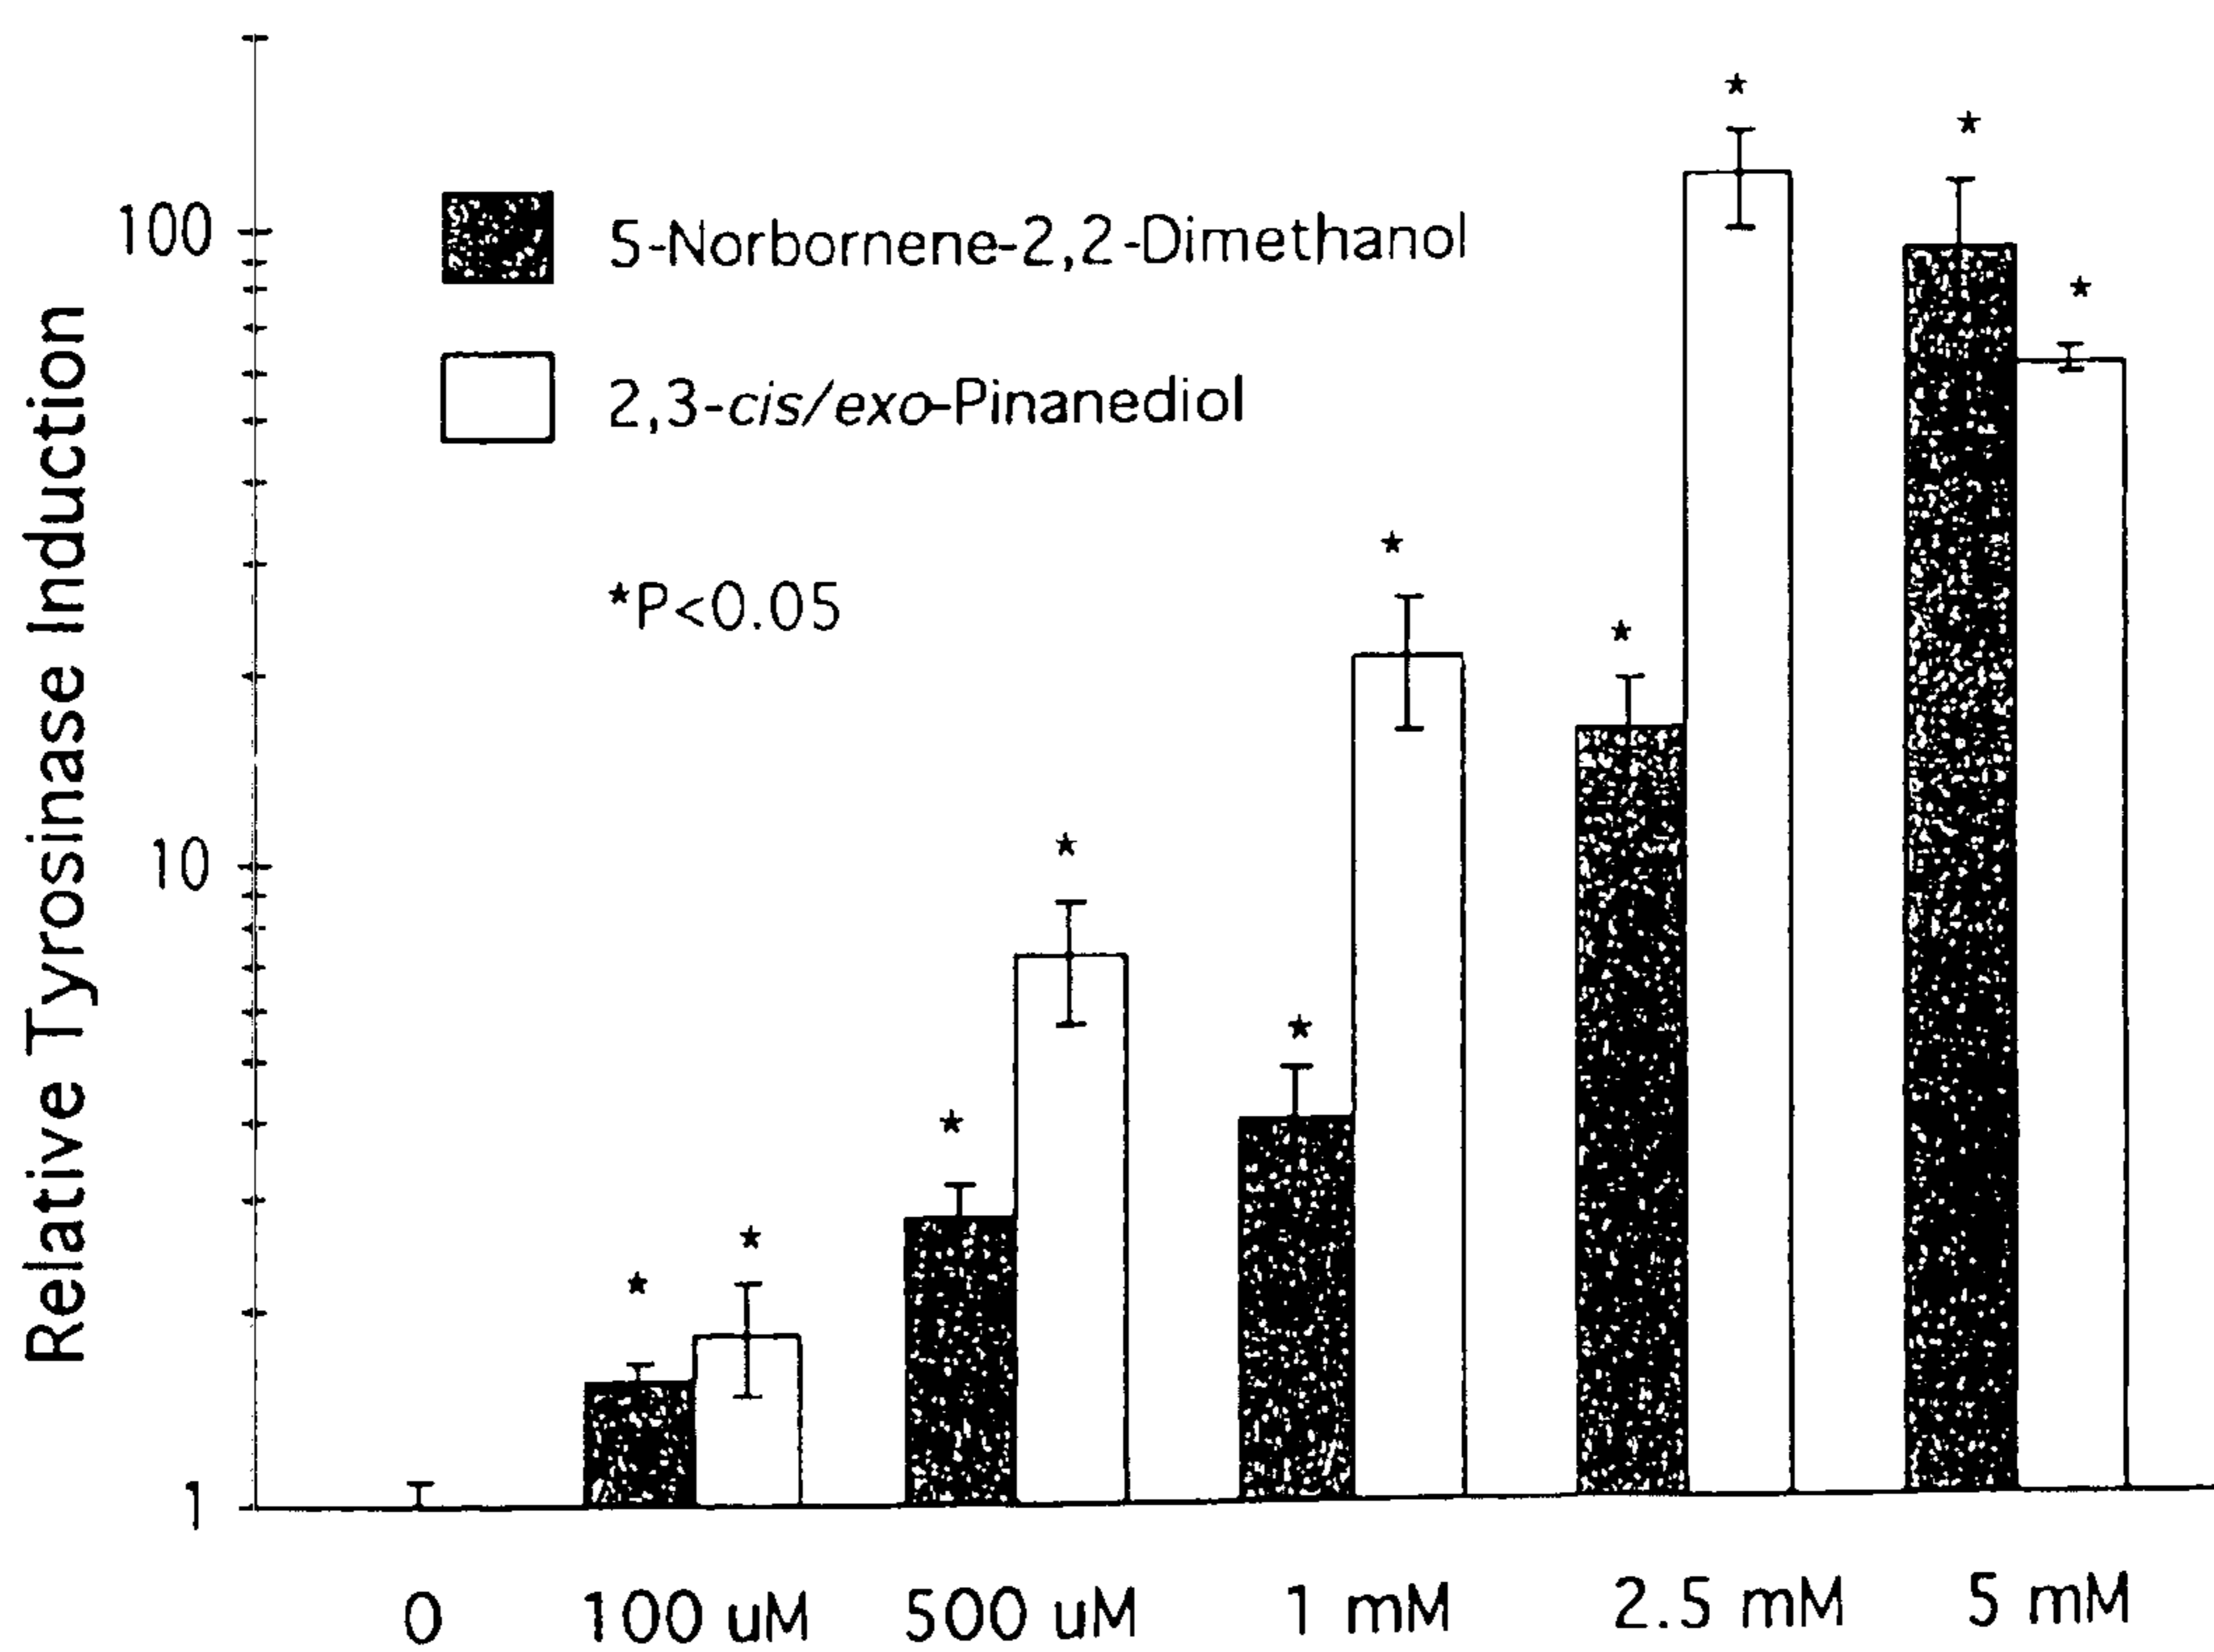 Relative Tyrosinase Induction
100
10
1
5-Norbornene-2,2-Dimethanol
2,3-cis/exo-Pinanediol
*P<0.05
*
*
*
*
*
*
*
*
*
*
0 100 uM 500 uM 1 mM 2.5 mM 5 mM